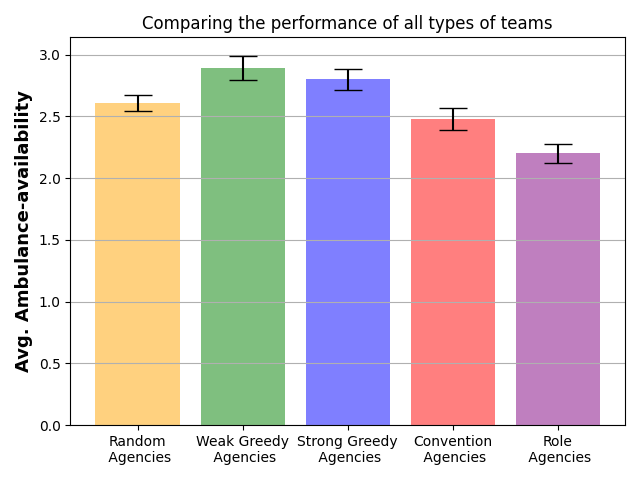 Comparing the performance of all types of teams
Avg. Ambulance-availability
3.0
2.5
2.0
1.5
1.0
0.5
0.0
Random
Agencies
Weak Greedy
Agencies
Strong Greedy
Agencies
Convention
Agencies
Role
Agencies